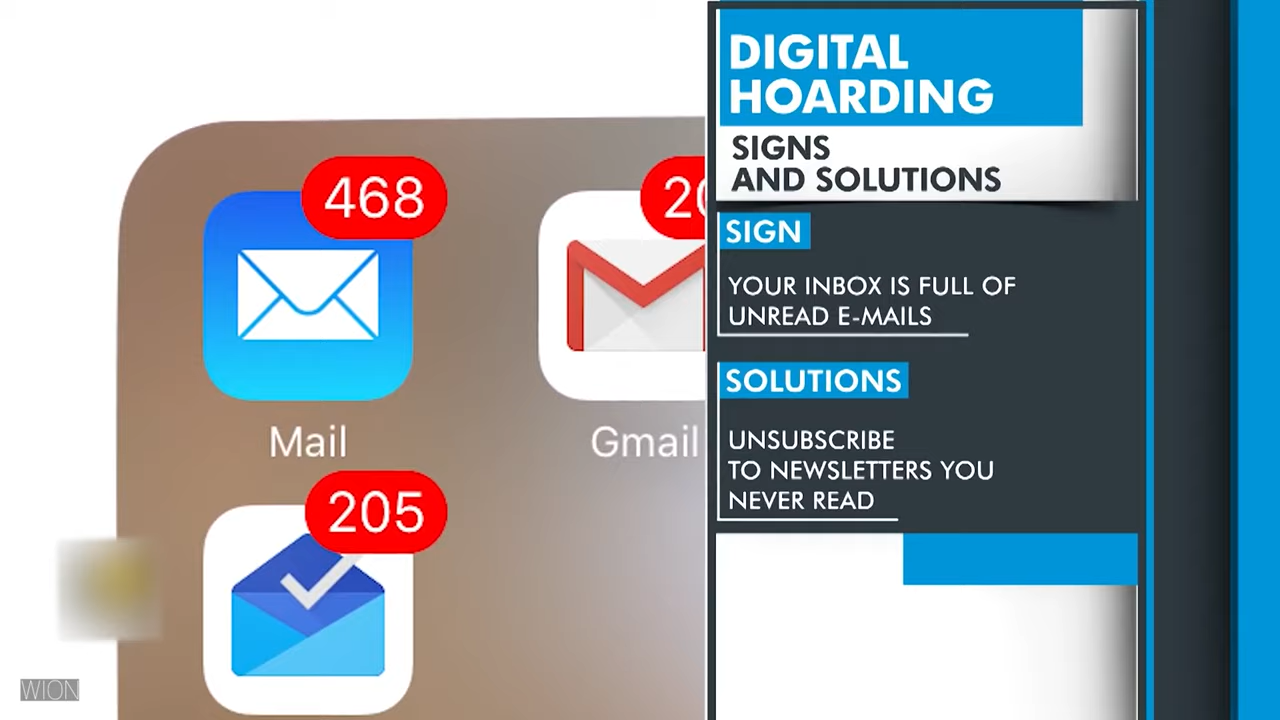 468
Mail
Gmail
205
WION
DIGITAL
HOARDING
SIGNS
AND SOLUTIONS
SIGN
YOUR INBOX IS FULL OF
UNREAD E-MAILS
SOLUTIONS
UNSUBSCRIBE
TO NEWSLETTERS YOU
NEVER READ